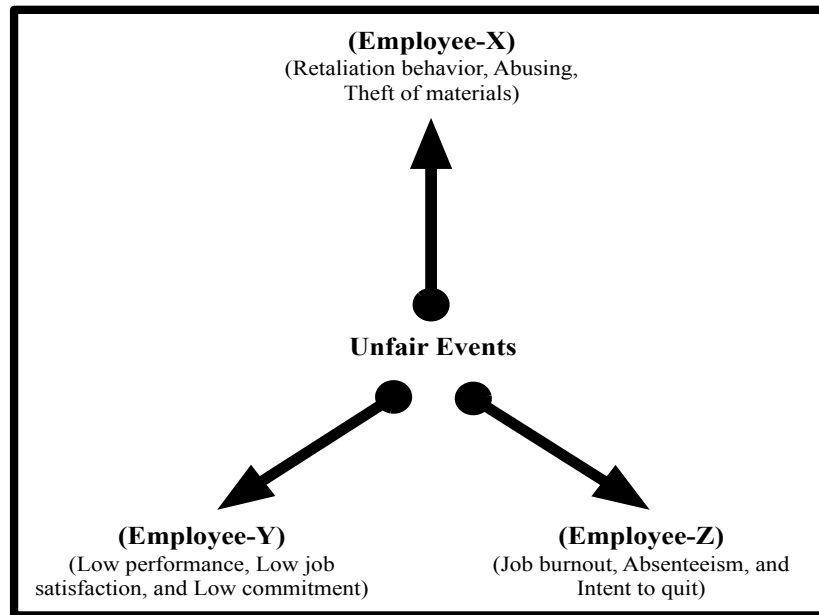 (Employee-X)
(Retaliation behavior, Abusing,
Theft of materials)
Unfair Events
(Employee-Y)
(Low performance, Low job
satisfaction, and Low commitment)
(Employee-Z)
(Job burnout, Absenteeism, and
Intent to quit)